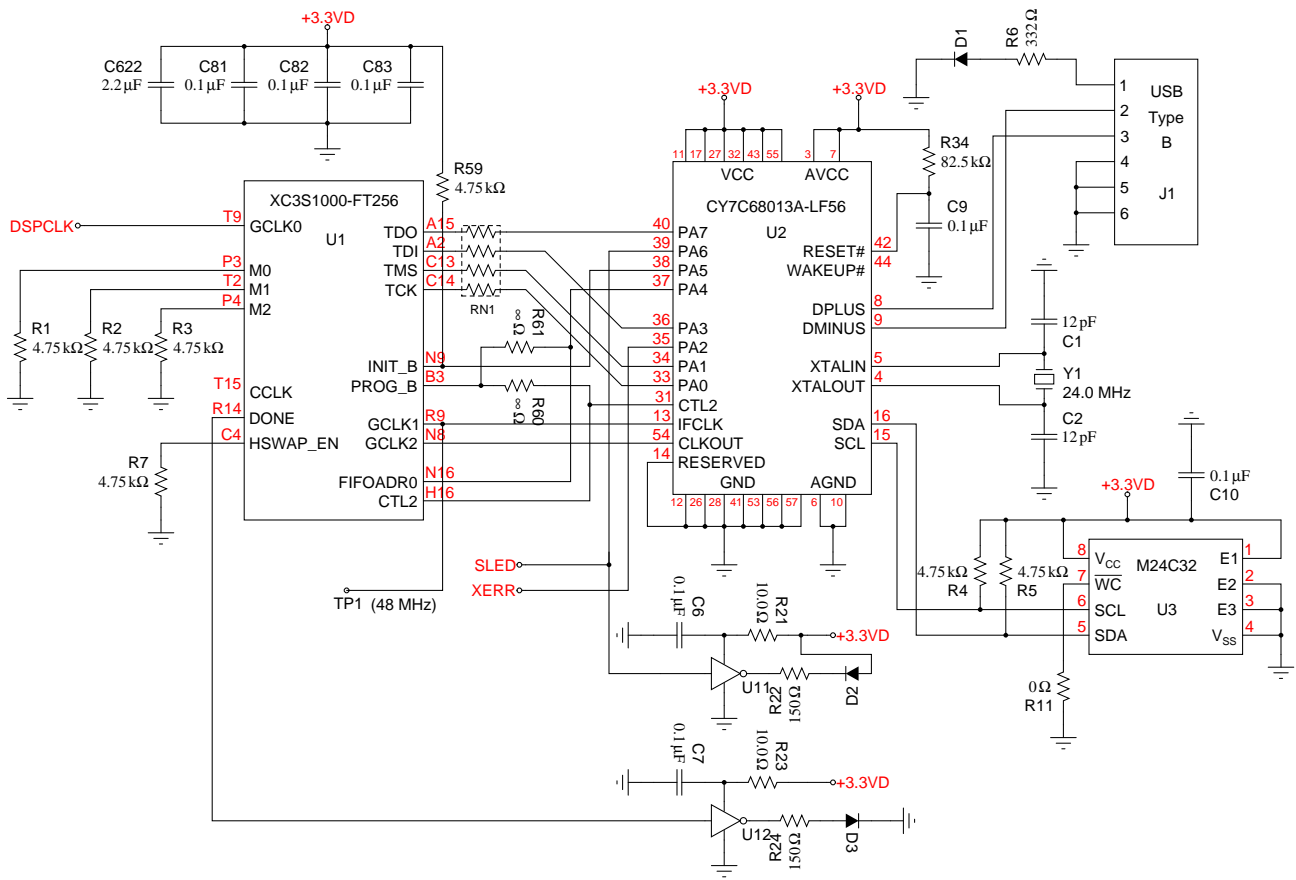 +3.3VD
C622
2.2µF
C81
0.1µF
C82
0.1µF
C83
0.1µF
R59
4.75kΩ
XC3S1000-FT256
U1
DSPCLK
T9
GCLK0
P3
M0
T2
M1
P4
M2
T15
CCLK
R14
DONE
C4
HSWAP_EN
TDO
A15
TDI
A2
TMS
C13
TCK
C14
INIT_B
N9
PROG_B
B3
GCLK1
R9
GCLK2
N8
FIFOADR0
N16
CTL2
H16
R1
4.75kΩ
R2
4.75kΩ
R3
4.75kΩ
R7
4.75kΩ
RN1
R61
∞Ω
R60
∞Ω
TP1 (48 MHz)
SLED
XERR
+3.3VD
+3.3VD
11
17
27
32
43
55
3
7
VCC
AVCC
CY7C68013A-LF56
U2
40
PA7
39
PA6
38
PA5
37
PA4
36
PA3
35
PA2
34
PA1
33
PA0
31
CTL2
13
IFCLK
54
CLKOUT
14
RESERVED
GND
AGND
12
26
28
41
53
56
57
6
10
RESET#
42
WAKEUP#
44
DPLUS
8
DMINUS
9
XTALIN
5
XTALOUT
4
SDA
16
SCL
15
R34
82.5kΩ
C9
0.1µF
D1
R6
332Ω
1
2
3
4
5
6
USB
Type
B
J1
12pF
C1
Y1
24.0 MHz
C2
12pF
0.1µF
C10
+3.3VD
4.75kΩ
R4
4.75kΩ
R5
M24C32
U3
8
VCC
7
WC
6
SCL
5
SDA
E1
1
E2
2
E3
3
VSS
4
0Ω
R11
0.1µF
C6
R21
10.0Ω
+3.3VD
U11
R22
150Ω
D2
0.1µF
C7
R23
10.0Ω
+3.3VD
U12
R24
150Ω
D3